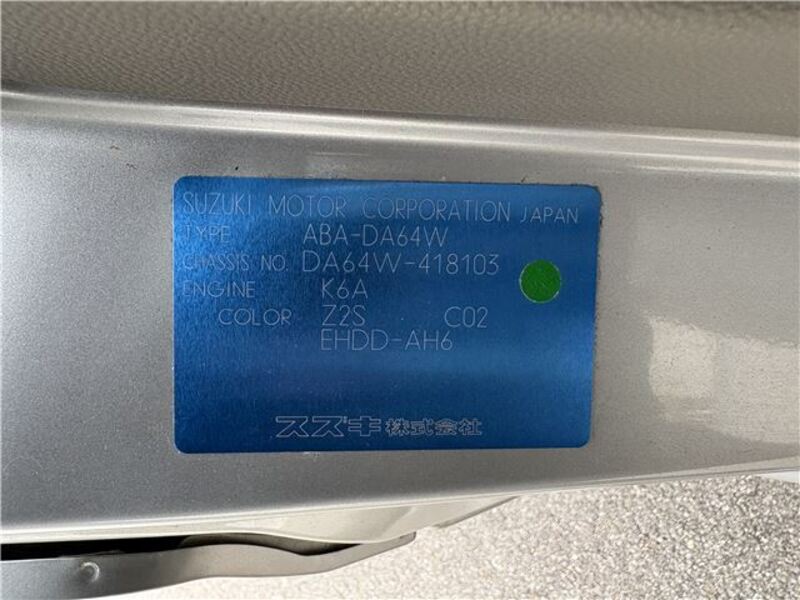 SUZUKI MOTOR CORPORATION JAPAN
TYPE ABA-DA64W
CHASSIS NO. DA64W-418103
ENGINE K6A
COLOR Z2S C02
EHDD-AH6
スズキ株式会社